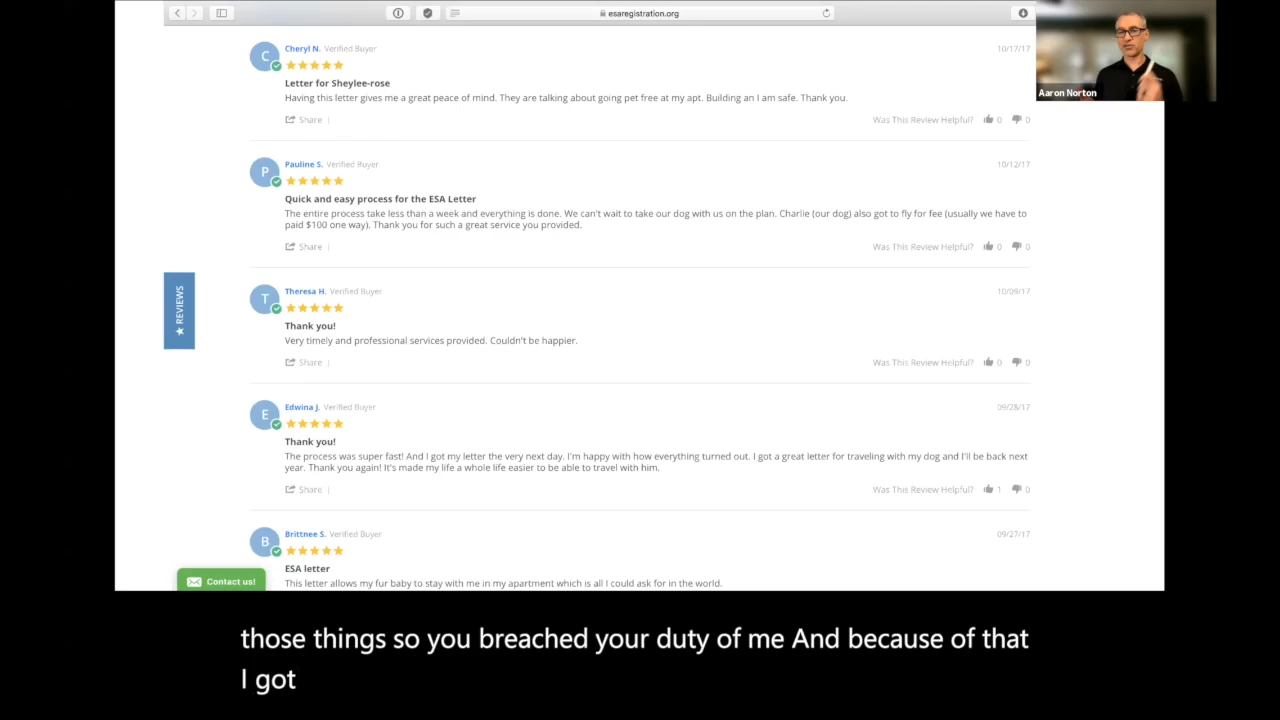 esaregistration.org
Aaron Norton
C
Cheryl N. Verified Buyer
10/17/17
Letter for Sheylee-rose
Having this letter gives me a great peace of mind. They are talking about going pet free at my apt. Building an I am safe. Thank you.
Share |
Was This Review Helpful? 0 0
P
Pauline S. Verified Buyer
10/12/17
Quick and easy process for the ESA Letter
The entire process take less than a week and everything is done. We can't wait to take our dog with us on the plan. Charlie (our dog) also got to fly for fee (usually we have to
paid $100 one way). Thank you for such a great service you provided.
Share |
Was This Review Helpful? 0 0
★ REVIEWS
T
Theresa H. Verified Buyer
10/09/17
Thank you!
Very timely and professional services provided. Couldn't be happier.
Share |
Was This Review Helpful? 0 0
E
Edwina J. Verified Buyer
09/28/17
Thank you!
The process was super fast! And I got my letter the very next day. I'm happy with how everything turned out. I got a great letter for traveling with my dog and I'll be back next
year. Thank you again! It's made my life a whole life easier to be able to travel with him.
Share |
Was This Review Helpful? 1 0
B
Brittnee S. Verified Buyer
09/27/17
ESA letter
This letter allows my fur baby to stay with me in my apartment which is all I could ask for in the world.
Contact us!
those things so you breached your duty of me And because of that
I got